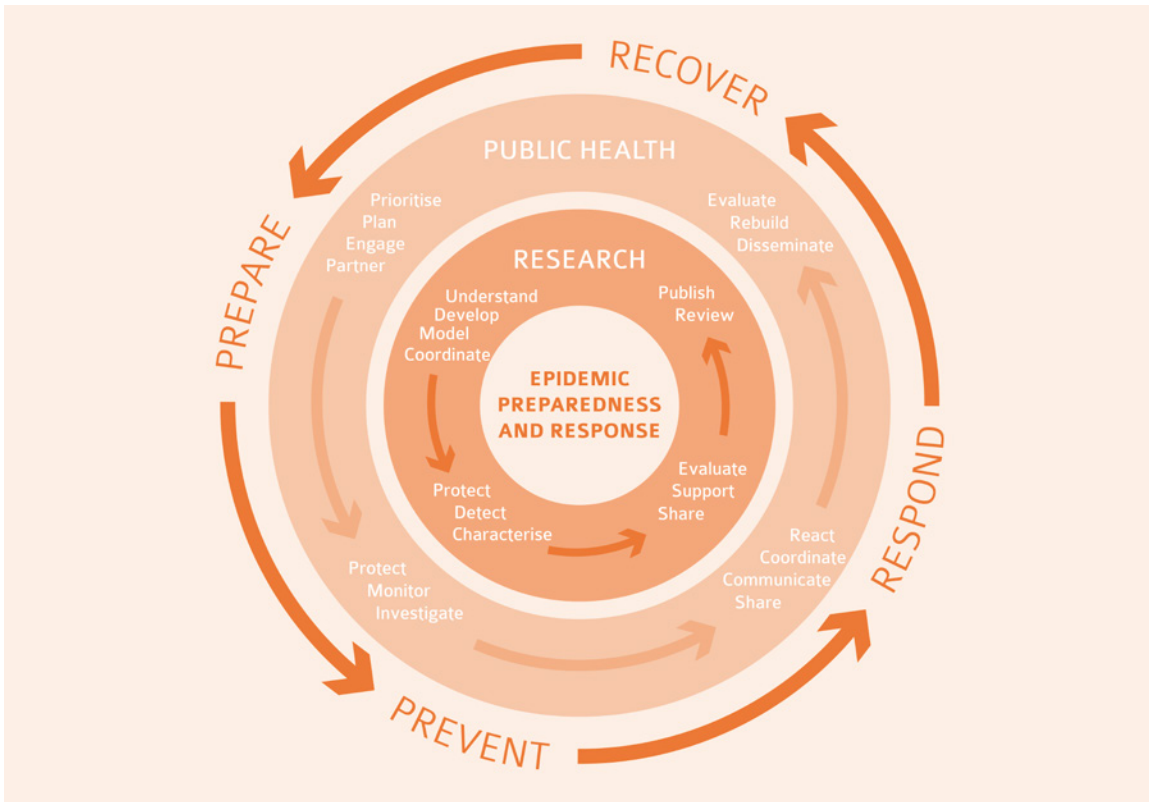 RECOVER
PREPARE
PREVENT
RESPOND
PUBLIC HEALTH
Prioritise
Plan
Engage
Partner
Protect
Monitor
Investigate
React
Coordinate
Communicate
Share
Evaluate
Rebuild
Disseminate
RESEARCH
Understand
Develop
Model
Coordinate
Protect
Detect
Characterise
Evaluate
Support
Share
Publish
Review
EPIDEMIC
PREPAREDNESS
AND RESPONSE